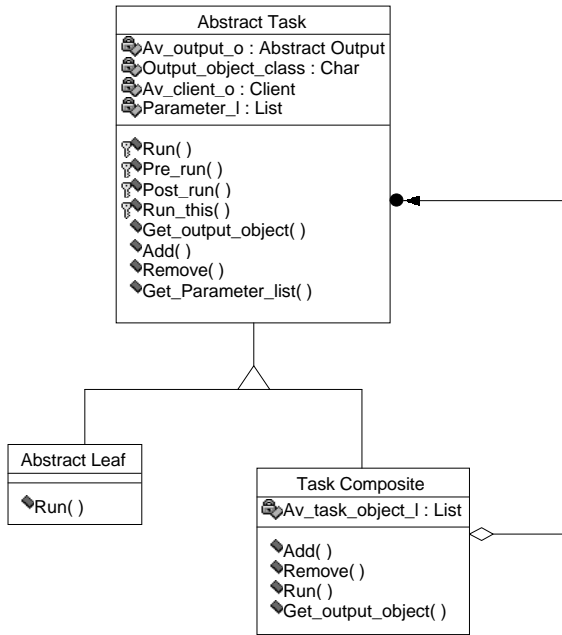 Abstract Task
Av_output_o : Abstract Output
Output_object_class : Char
Av_client_o : Client
Parameter_l : List
Run( )
Pre_run( )
Post_run( )
Run_this( )
Get_output_object( )
Add( )
Remove( )
Get_Parameter_list( )
Abstract Leaf
Run( )
Task Composite
Av_task_object_l : List
Add( )
Remove( )
Run( )
Get_output_object( )